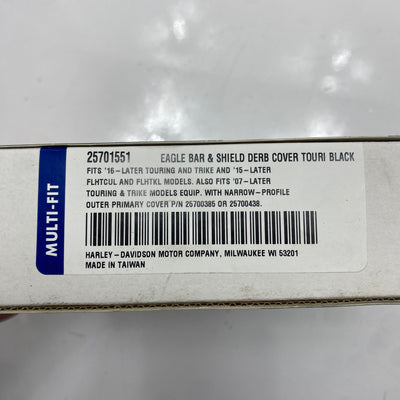 MULTI-FIT
25701551 EAGLE BAR & SHIELD DERB COVER TOURI BLACK
FITS '16-LATER TOURING AND TRIKE AND '15-LATER
FLHTCUL AND FLHTKL MODELS. ALSO FITS '07-LATER
TOURING & TRIKE MODELS EQUIP. WITH NARROW-PROFILE
OUTER PRIMARY COVER P/N 25700385 OR 25700438.
HARLEY-DAVIDSON MOTOR COMPANY, MILWAUKEE WI 53201
MADE IN TAIWAN